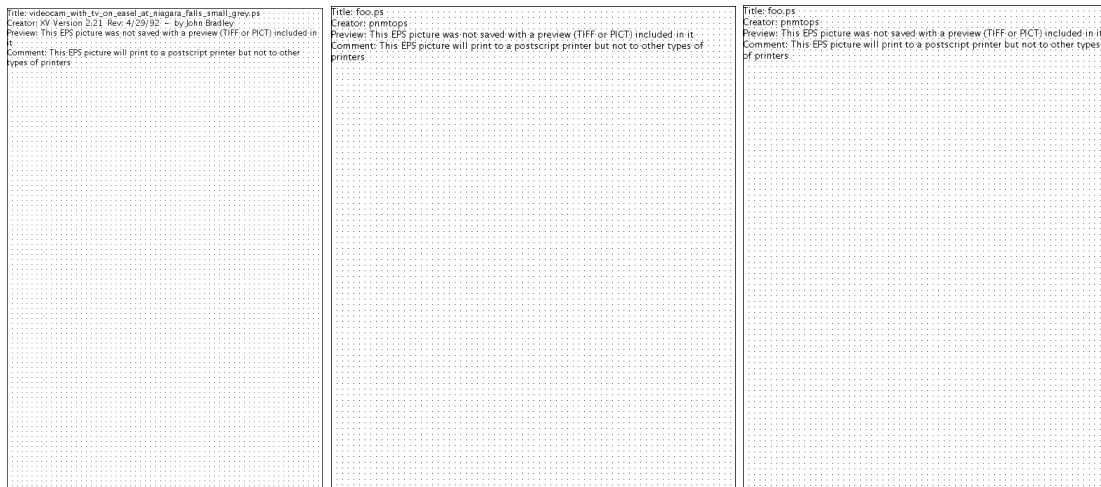 Title: videocam_with_tv_on_easel_at_niagara_falls_small_grey.ps
Creator: XV Version 2.21 Rev: 4/29/92 – by John Bradley
Preview: This EPS picture was not saved with a preview (TIFF or PICT) included in
it
Comment: This EPS picture will print to a postscript printer but not to other
types of printers
Title: foo.ps
Creator: pnmtops
Preview: This EPS picture was not saved with a preview (TIFF or PICT) included in it
Comment: This EPS picture will print to a postscript printer but not to other types of
printers
Title: foo.ps
Creator: pnmtops
Preview: This EPS picture was not saved with a preview (TIFF or PICT) included in it
Comment: This EPS picture will print to a postscript printer but not to other types
of printers